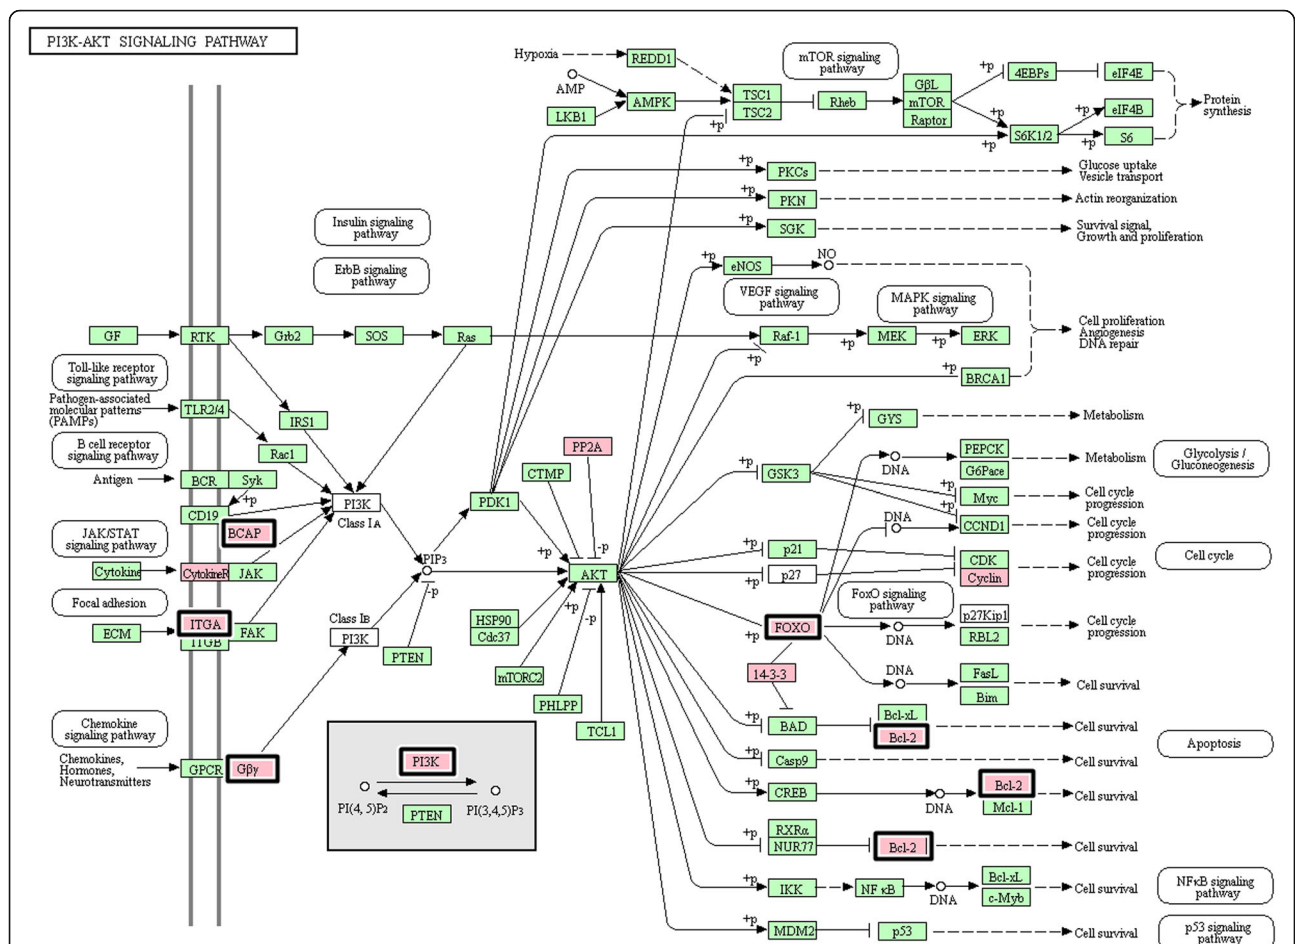 PI3K-AKT SIGNALING PATHWAY
Hypoxia
REDD1
mTOR signaling
pathway
AMP
LKB1
AMPK
TSC1
TSC2
+p
Rheb
GβL
mTOR
Raptor
+p
4EBPs
eIF4E
+p
S6K1/2
+p
+p
+p
eIF4B
S6
Protein
synthesis
+p
PKCs
Glucose uptake
Vesicle transport
+p
PKN
Actin reorganization
+p
SGK
Survival signal,
Growth and proliferation
Insulin signaling
pathway
ErbB signaling
pathway
+p
eNOS
NO
VEGF signaling
pathway
MAPK signaling
pathway
GF
RTK
Grb2
SOS
Ras
Raf-1
+p
+p
MEK
+p
ERK
Cell proliferation
Angiogenesis
DNA repair
+p
BRCA1
Toll-like receptor
signaling pathway
Pathogen-associated
molecular patterns
(PAMPs)
TLR2/4
IRS1
Rac1
B cell receptor
signaling pathway
Antigen
BCR
Syk
+p
CD19
BCAP
PI3K
Class IA
PDK1
CTMP
PP2A
+p
-p
AKT
+p
-p
PIP3
-p
PTEN
Class IB
PI3K
HSP90
Cdc37
mTORC2
PHLPP
TCL1
JAK/STAT
signaling pathway
Cytokine
CytokineR
JAK
Focal adhesion
ECM
ITGA
ITGB
FAK
Chemokine
signaling pathway
Chemokines,
Hormones,
Neurotransmitters
GPCR
Gβγ
PI3K
PI(4, 5)P2
PI(3,4,5)P3
PTEN
+p
GYS
Metabolism
+p
GSK3
DNA
PEPCK
G6Pace
Metabolism
Glycolysis /
Gluconeogenesis
+p
+p
Myc
Cell cycle
progression
DNA
CCND1
Cell cycle
progression
+p
p21
+p
p27
CDK
Cyclin
Cell cycle
progression
Cell cycle
FoxO signaling
pathway
+p
FOXO
DNA
p27Kip1
RBL2
Cell cycle
progression
14-3-3
DNA
FasL
Bim
Cell survival
+p
BAD
Bcl-xL
Bcl-2
Cell survival
Apoptosis
+p
Casp9
Cell survival
+p
CREB
DNA
Bcl-2
Mcl-1
Cell survival
+p
RXRα
NUR77
Bcl-2
Cell survival
+p
IKK
NFκB
DNA
Bcl-xL
c-Myb
Cell survival
NFκB signaling
pathway
+p
MDM2
p53
Cell survival
p53 signaling
pathway